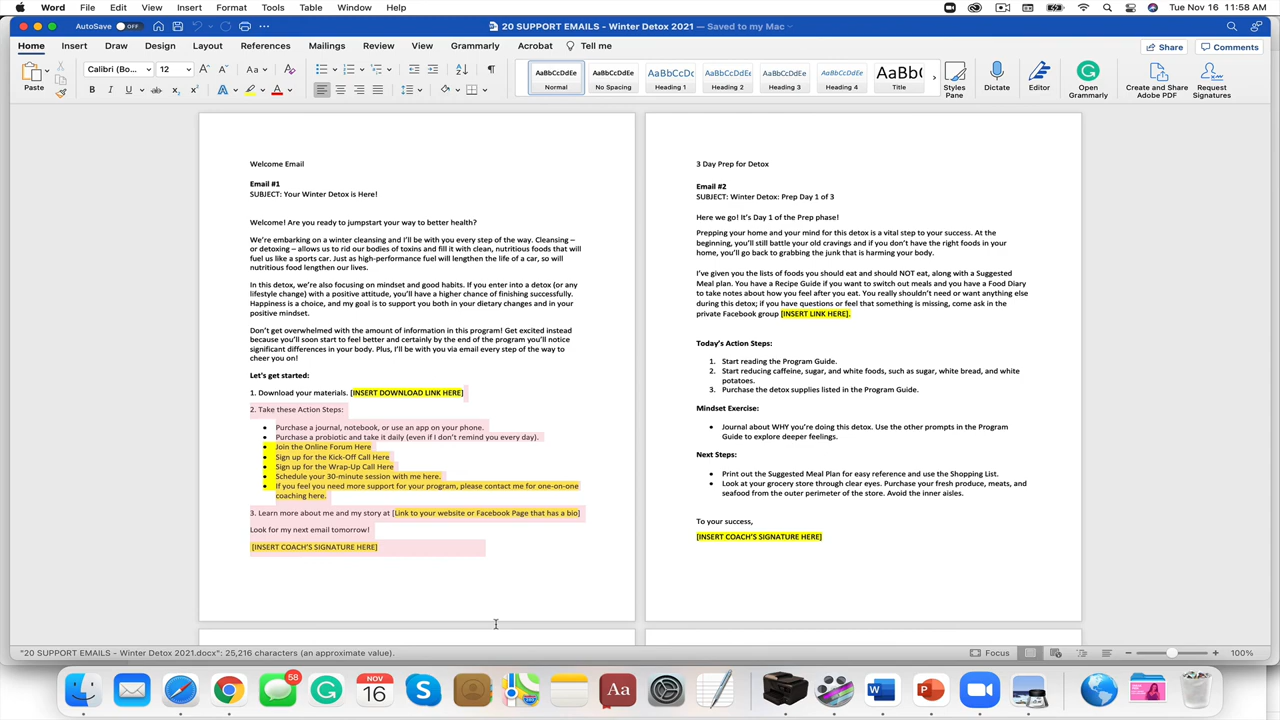 Word File Edit View Insert Format Tools Table Window Help
Tue Nov 16 11:58 AM
AutoSave OFF
20 SUPPORT EMAILS - Winter Detox 2021 — Saved to my Mac
Home Insert Draw Design Layout References Mailings Review View Grammarly Acrobat Tell me
Share Comments
Paste
Calibri (Bo... 12
AaBbCcDdEe AaBbCcDdEe AaBbCcDc AaBbCcDdEe AaBbCcDdEe AaBbCcDdEe AaBb(
Normal No Spacing Heading 1 Heading 2 Heading 3 Heading 4 Title
Styles Pane
Dictate
Editor
Open Grammarly
Create and Share Adobe PDF
Request Signatures
Welcome Email
Email #1
SUBJECT: Your Winter Detox is Here!
Welcome! Are you ready to jumpstart your way to better health?
We're embarking on a winter cleansing and I'll be with you every step of the way. Cleansing –
or detoxing – allows us to rid our bodies of toxins and fill it with clean, nutritious foods that will
fuel us like a sports car. Just as high-performance fuel will lengthen the life of a car, so will
nutritious food lengthen our lives.
In this detox, we're also focusing on mindset and good habits. If you enter into a detox (or any
lifestyle change) with a positive attitude, you'll have a higher chance of finishing successfully.
Happiness is a choice, and my goal is to support you both in your dietary changes and in your
positive mindset.
Don't get overwhelmed with the amount of information in this program! Get excited instead
because you'll soon start to feel better and certainly by the end of the program you'll notice
significant differences in your body. Plus, I'll be with you via email every step of the way to
cheer you on!
Let's get started:
1. Download your materials. [INSERT DOWNLOAD LINK HERE]
2. Take these Action Steps:
• Purchase a journal, notebook, or use an app on your phone.
• Purchase a probiotic and take it daily (even if I don't remind you every day).
• Join the Online Forum Here
• Sign up for the Kick-Off Call Here
• Sign up for the Wrap-Up Call Here
• Schedule your 30-minute session with me here.
• If you feel you need more support for your program, please contact me for one-on-one
coaching here.
3. Learn more about me and my story at [Link to your website or Facebook Page that has a bio]
Look for my next email tomorrow!
[INSERT COACH'S SIGNATURE HERE]
3 Day Prep for Detox
Email #2
SUBJECT: Winter Detox: Prep Day 1 of 3
Here we go! It's Day 1 of the Prep phase!
Prepping your home and your mind for this detox is a vital step to your success. At the
beginning, you'll still battle your old cravings and if you don't have the right foods in your
home, you'll go back to grabbing the junk that is harming your body.
I've given you the lists of foods you should eat and should NOT eat, along with a Suggested
Meal plan. You have a Recipe Guide if you want to switch out meals and you have a Food Diary
to take notes about how you feel after you eat. You really shouldn't need or want anything else
during this detox; if you have questions or feel that something is missing, come ask in the
private Facebook group [INSERT LINK HERE].
Today's Action Steps:
1. Start reading the Program Guide.
2. Start reducing caffeine, sugar, and white foods, such as sugar, white bread, and white
potatoes.
3. Purchase the detox supplies listed in the Program Guide.
Mindset Exercise:
• Journal about WHY you're doing this detox. Use the other prompts in the Program
Guide to explore deeper feelings.
Next Steps:
• Print out the Suggested Meal Plan for easy reference and use the Shopping List.
• Look at your grocery store through clear eyes. Purchase your fresh produce, meats, and
seafood from the outer perimeter of the store. Avoid the inner aisles.
To your success,
[INSERT COACH'S SIGNATURE HERE]
"20 SUPPORT EMAILS - Winter Detox 2021.docx": 25,216 characters (an approximate value).
Focus
100%
NOV
16
58